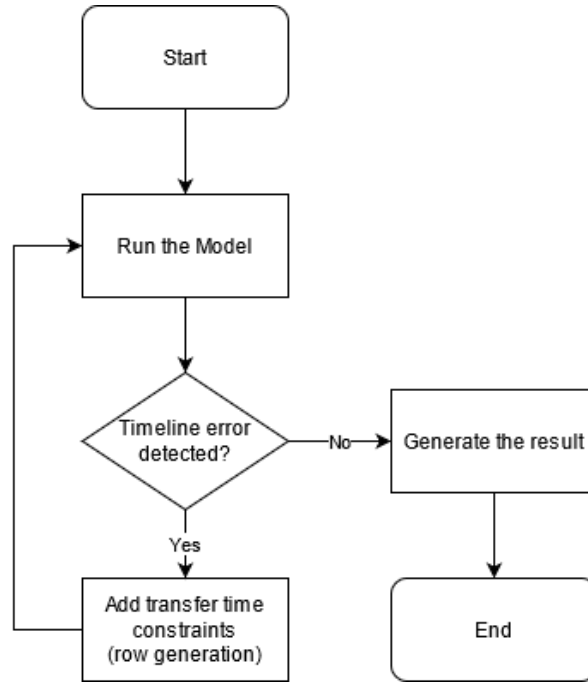 Start
Run the Model
Timeline error
detected?
No
Generate the result
Yes
Add transfer time
constraints
(row generation)
End